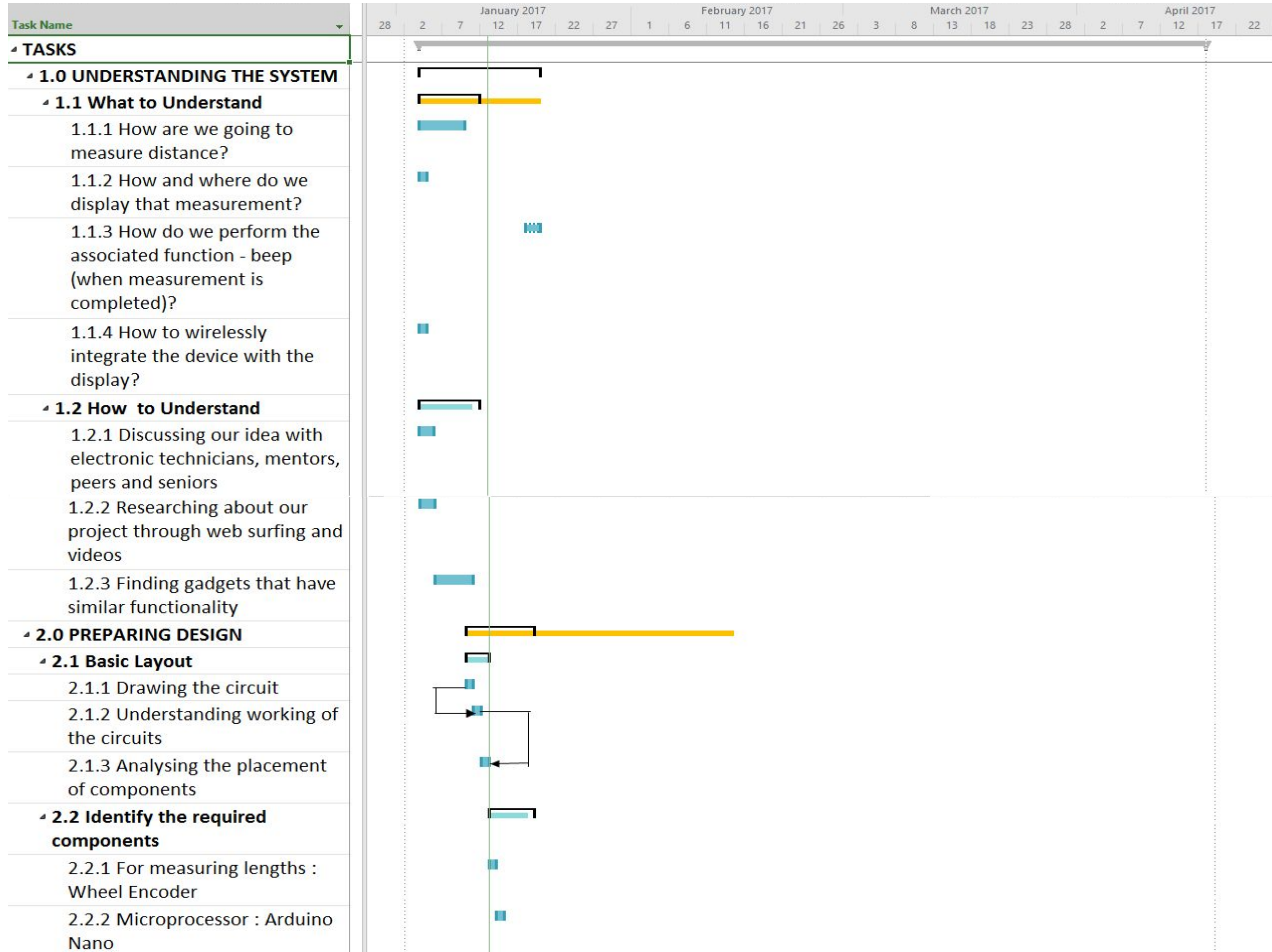 January 2017 February 2017 March 2017 April 2017
Task Name 28 2 7 12 17 22 27 1 6 11 16 21 26 3 8 13 18 23 28 2 7 12 17 22
TASKS
1.0 UNDERSTANDING THE SYSTEM
1.1 What to Understand
1.1.1 How are we going to
measure distance?
1.1.2 How and where do we
display that measurement?
1.1.3 How do we perform the
associated function - beep
(when measurement is
completed)?
1.1.4 How to wirelessly
integrate the device with the
display?
1.2 How to Understand
1.2.1 Discussing our idea with
electronic technicians, mentors,
peers and seniors
1.2.2 Researching about our
project through web surfing and
videos
1.2.3 Finding gadgets that have
similar functionality
2.0 PREPARING DESIGN
2.1 Basic Layout
2.1.1 Drawing the circuit
2.1.2 Understanding working of
the circuits
2.1.3 Analysing the placement
of components
2.2 Identify the required
components
2.2.1 For measuring lengths :
Wheel Encoder
2.2.2 Microprocessor : Arduino
Nano